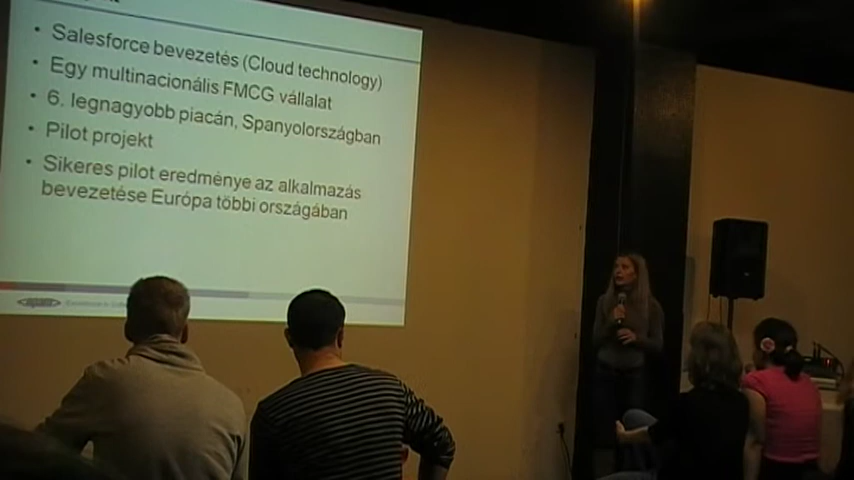 Salesforce bevezetés (Cloud technology)
Egy multinacionális FMCG vállalat
6. legnagyobb piacán, Spanyolországban
Pilot projekt
Sikeres pilot eredménye az alkalmazás
bevezetése Európa többi országában